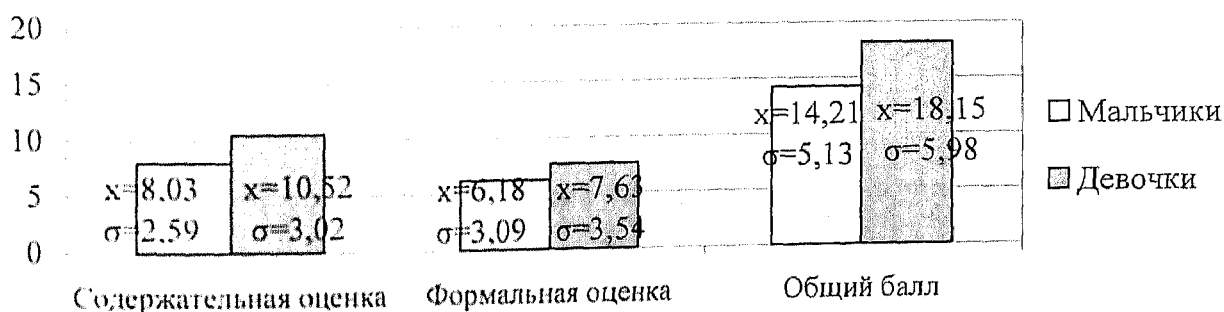 20
15
10
5
0
x=8,03
σ=2,59
x=10,52
σ=3,02
x=6,18
σ=3,09
x=7,63
σ=3,54
x=14,21
σ=5,13
x=18,15
σ=5,98
Содержательная оценка
Формальная оценка
Общий балл
Мальчики
Девочки